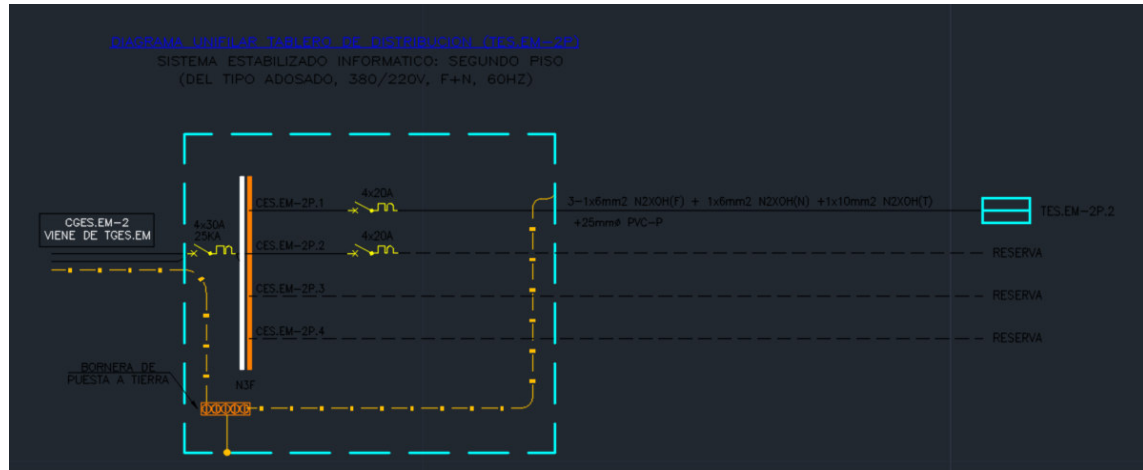 DIAGRAMA UNIFILAR TABLERO DE DISTRIBUCION (TES.EM-2P)
SISTEMA ESTABILIZADO INFORMATICO: SEGUNDO PISO
(DEL TIPO ADOSADO, 380/220V, F+N, 60HZ)
CGES.EM-2
VIENE DE TGES.EM
4x30A
25KA
CES.EM-2P.1
4x20A
3-1x6mm2 N2XOH(F) + 1x6mm2 N2XOH(N) +1x10mm2 N2XOH(T)
+25mmø PVC-P
TES.EM-2P.2
CES.EM-2P.2
4x20A
RESERVA
CES.EM-2P.3
RESERVA
CES.EM-2P.4
RESERVA
BORNERA DE
PUESTA A TIERRA
N3F